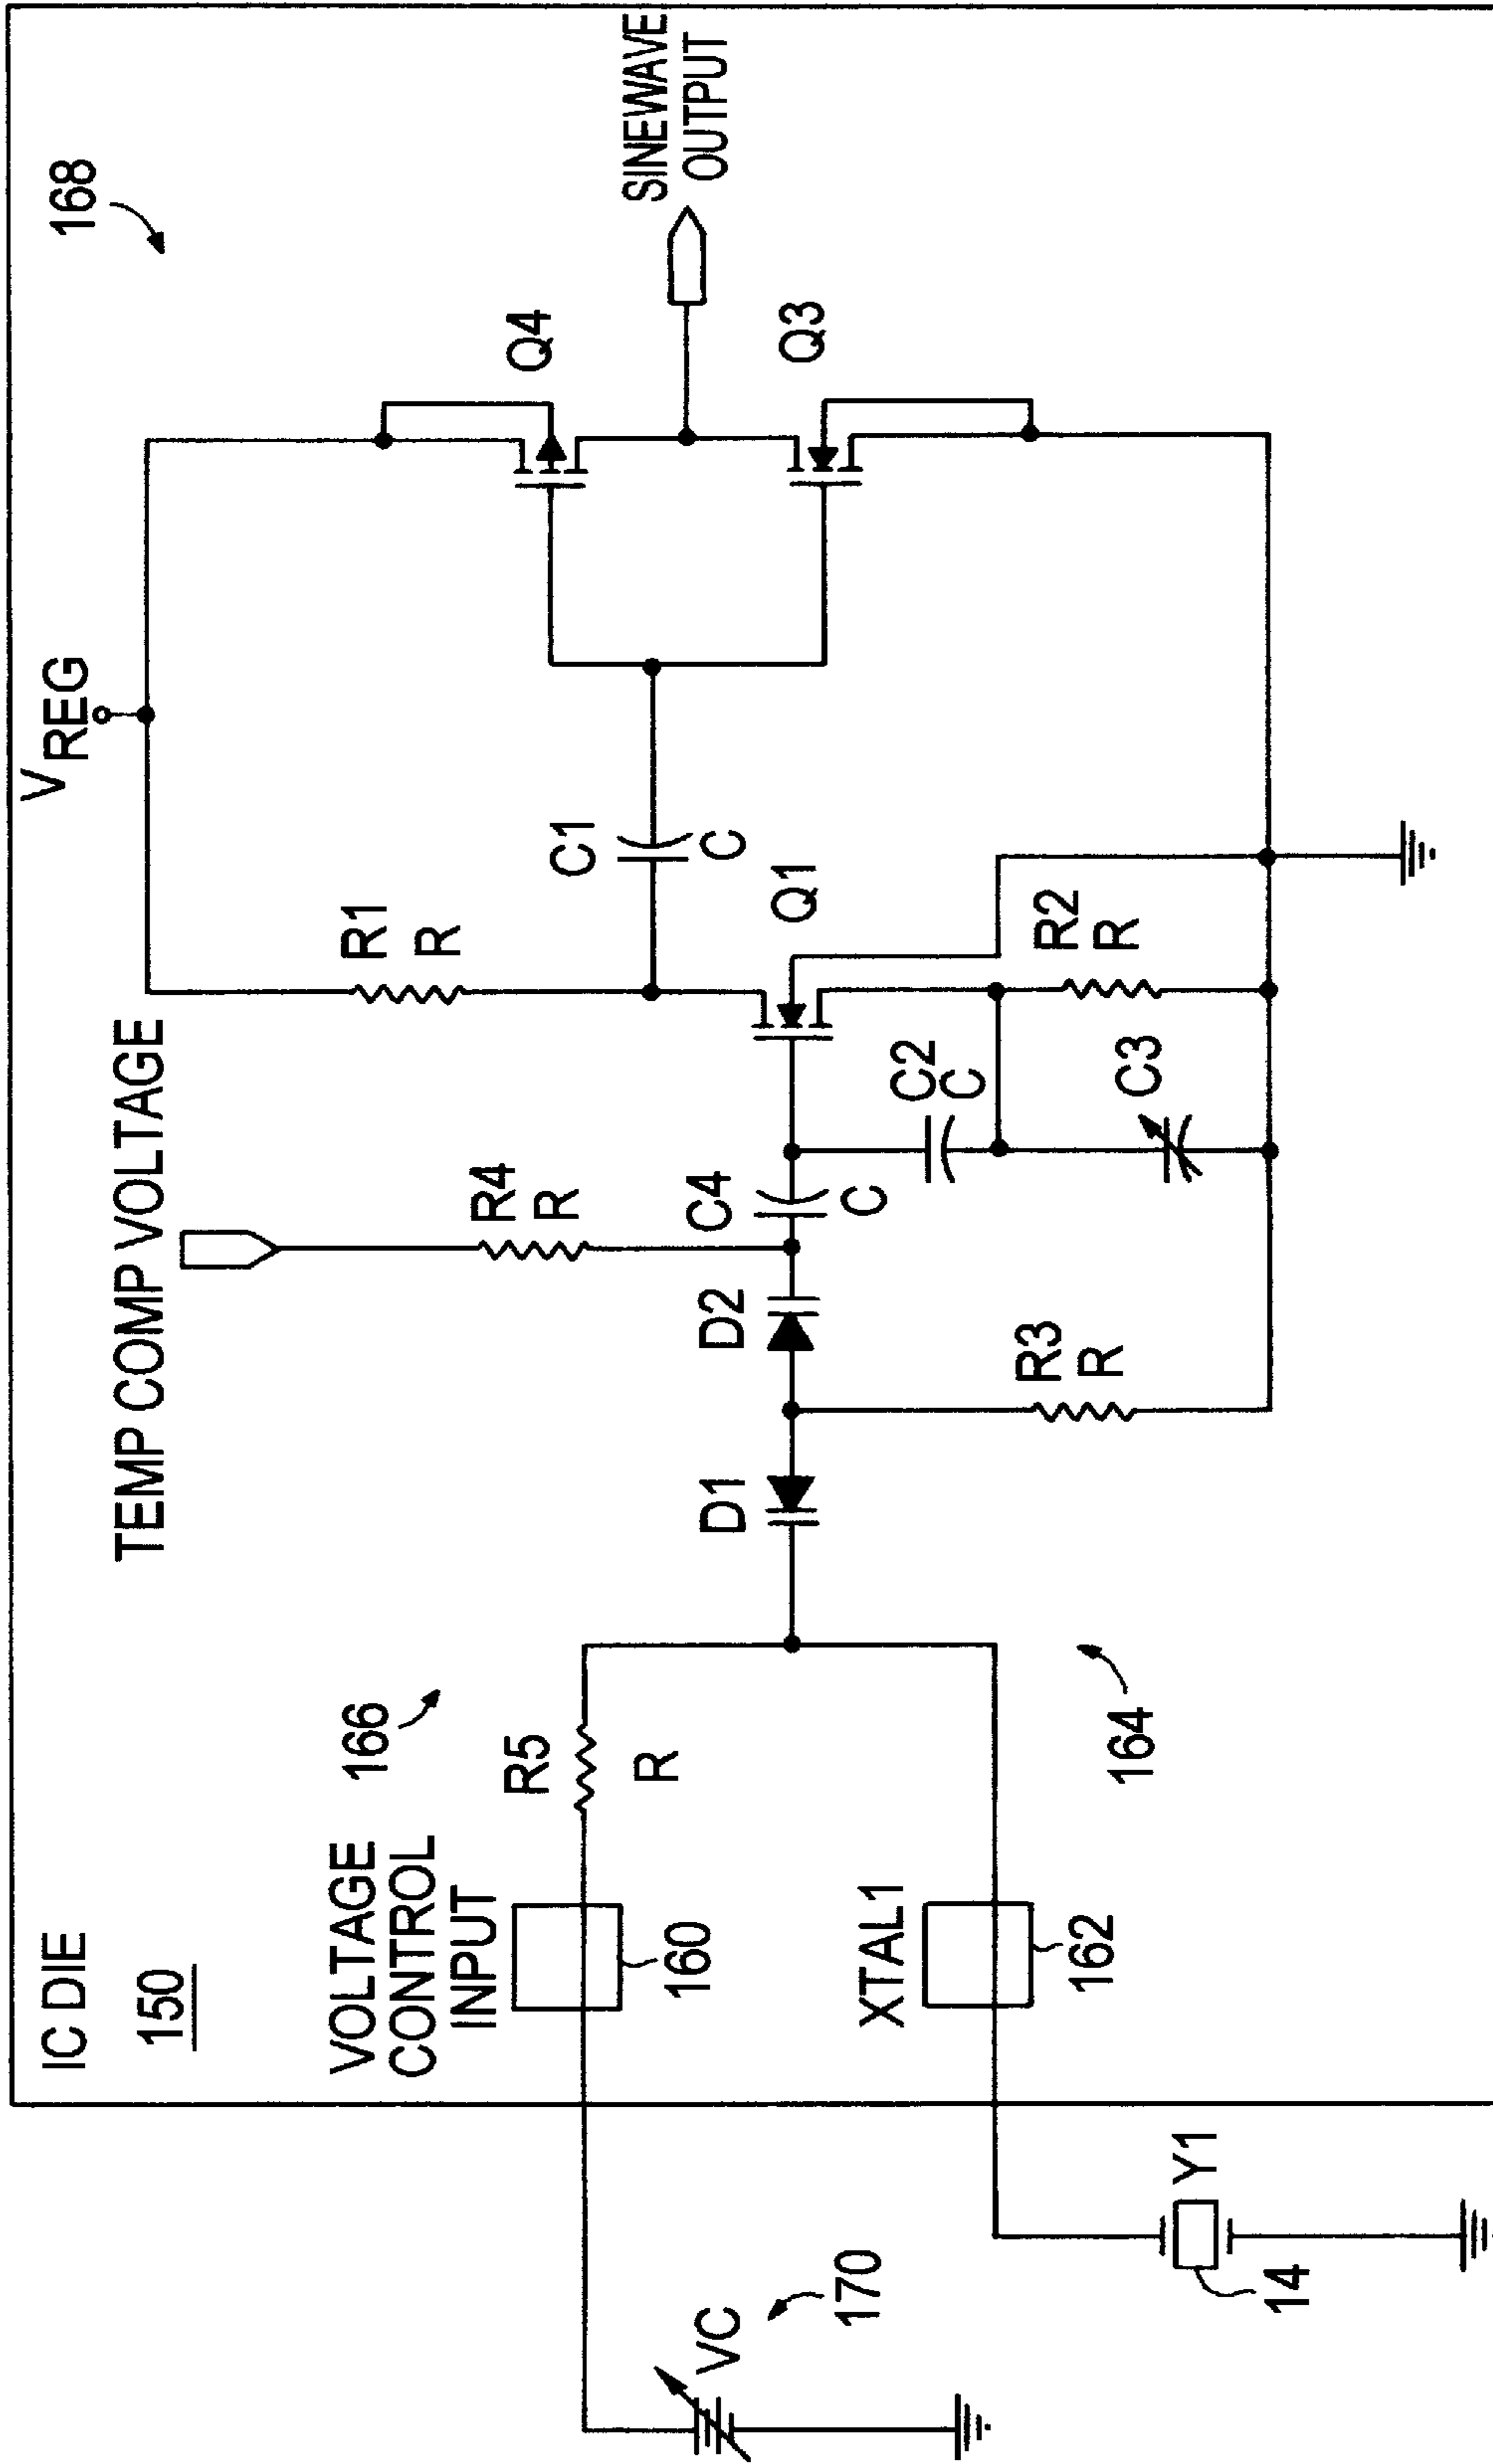 IC DIE
150
VOLTAGE
CONTROL
INPUT
160
166
R5
R
XTAL1
162
164
VC
170
14
Y1
TEMP COMP VOLTAGE
R4
R
D1
D2
C4
C
R3
R
C2
C
C3
R1
R
C1
C
Q1
R2
R
VREG
168
Q4
Q3
SINEWAVE
OUTPUT